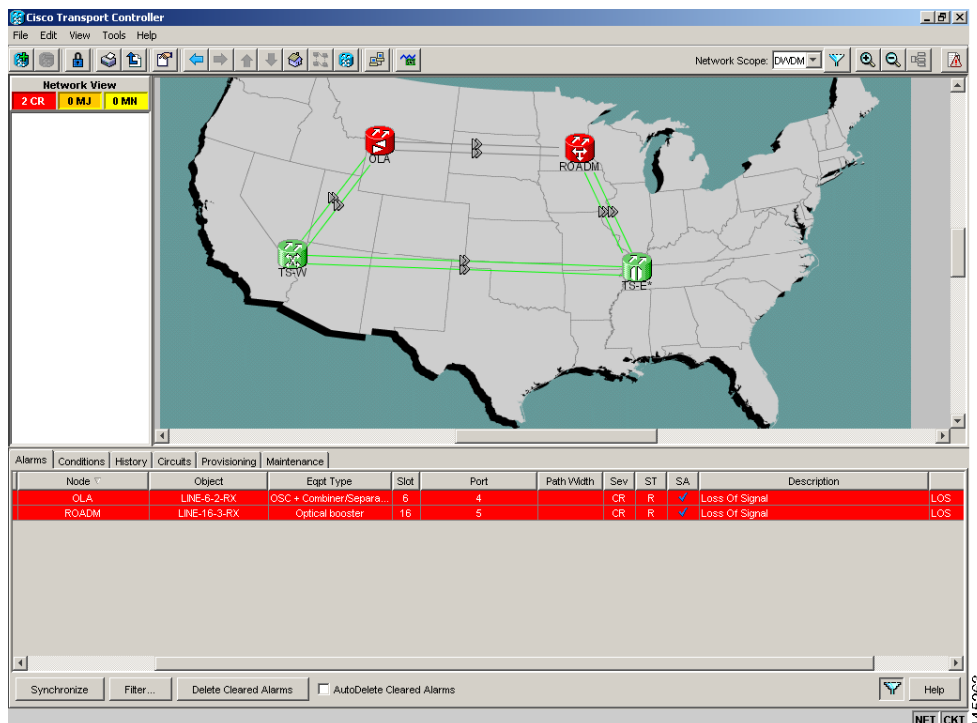 Cisco Transport Controller
File Edit View Tools Help
Network Scope: DWDM
Network View
2 CR 0 MJ 0 MN
OLA
ROADM
TS-W
TS-E*
Alarms Conditions History Circuits Provisioning Maintenance
Node Object Eqpt Type Slot Port Path Width Sev ST SA Description
OLA LINE-6-2-RX OSC + Combiner/Separa... 6 4 CR R Loss Of Signal LOS
ROADM LINE-16-3-RX Optical booster 16 5 CR R Loss Of Signal LOS
Synchronize Filter... Delete Cleared Alarms AutoDelete Cleared Alarms Help
NET CKT